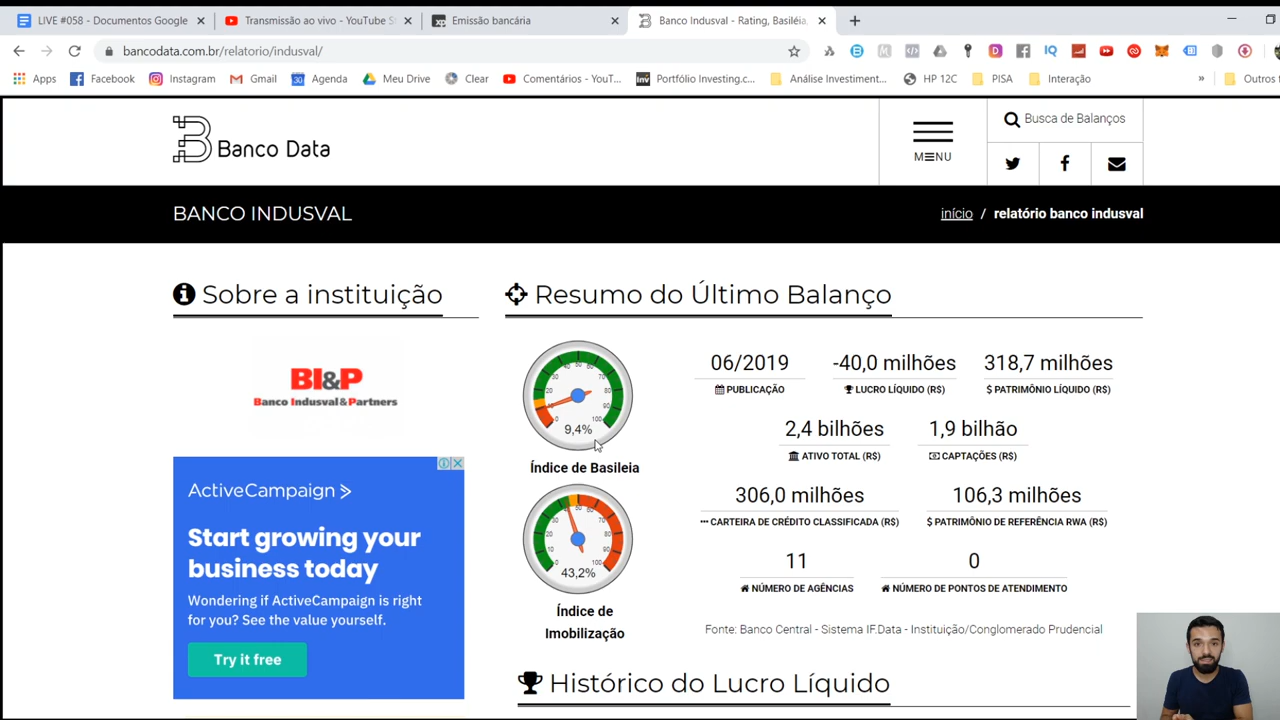 LIVE #058 - Documentos Google
Transmissão ao vivo - YouTube St
Emissão bancária
Banco Indusval - Rating, Basiléia,
bancodata.com.br/relatorio/indusval/
Apps
Facebook
Instagram
Gmail
Agenda
Meu Drive
Clear
Comentários - YouT...
Portfólio Investing.c...
Análise Investiment...
HP 12C
PISA
Interação
»
Outros f
Banco Data
MENU
Busca de Balanços
BANCO INDUSVAL
início / relatório banco indusval
Sobre a instituição
BI&P
Banco Indusval&Partners
ActiveCampaign >
Start growing your
business today
Wondering if ActiveCampaign is right
for you? See the value yourself.
Try it free
Resumo do Último Balanço
9,4%
Índice de Basileia
43,2%
Índice de
Imobilização
06/2019
PUBLICAÇÃO
-40,0 milhões
LUCRO LÍQUIDO (R$)
318,7 milhões
PATRIMÔNIO LÍQUIDO (R$)
2,4 bilhões
ATIVO TOTAL (R$)
1,9 bilhão
CAPTAÇÕES (R$)
306,0 milhões
CARTEIRA DE CRÉDITO CLASSIFICADA (R$)
106,3 milhões
PATRIMÔNIO DE REFERÊNCIA RWA (R$)
11
NÚMERO DE AGÊNCIAS
0
NÚMERO DE PONTOS DE ATENDIMENTO
Fonte: Banco Central - Sistema IF.Data - Instituição/Conglomerado Prudencial
Histórico do Lucro Líquido